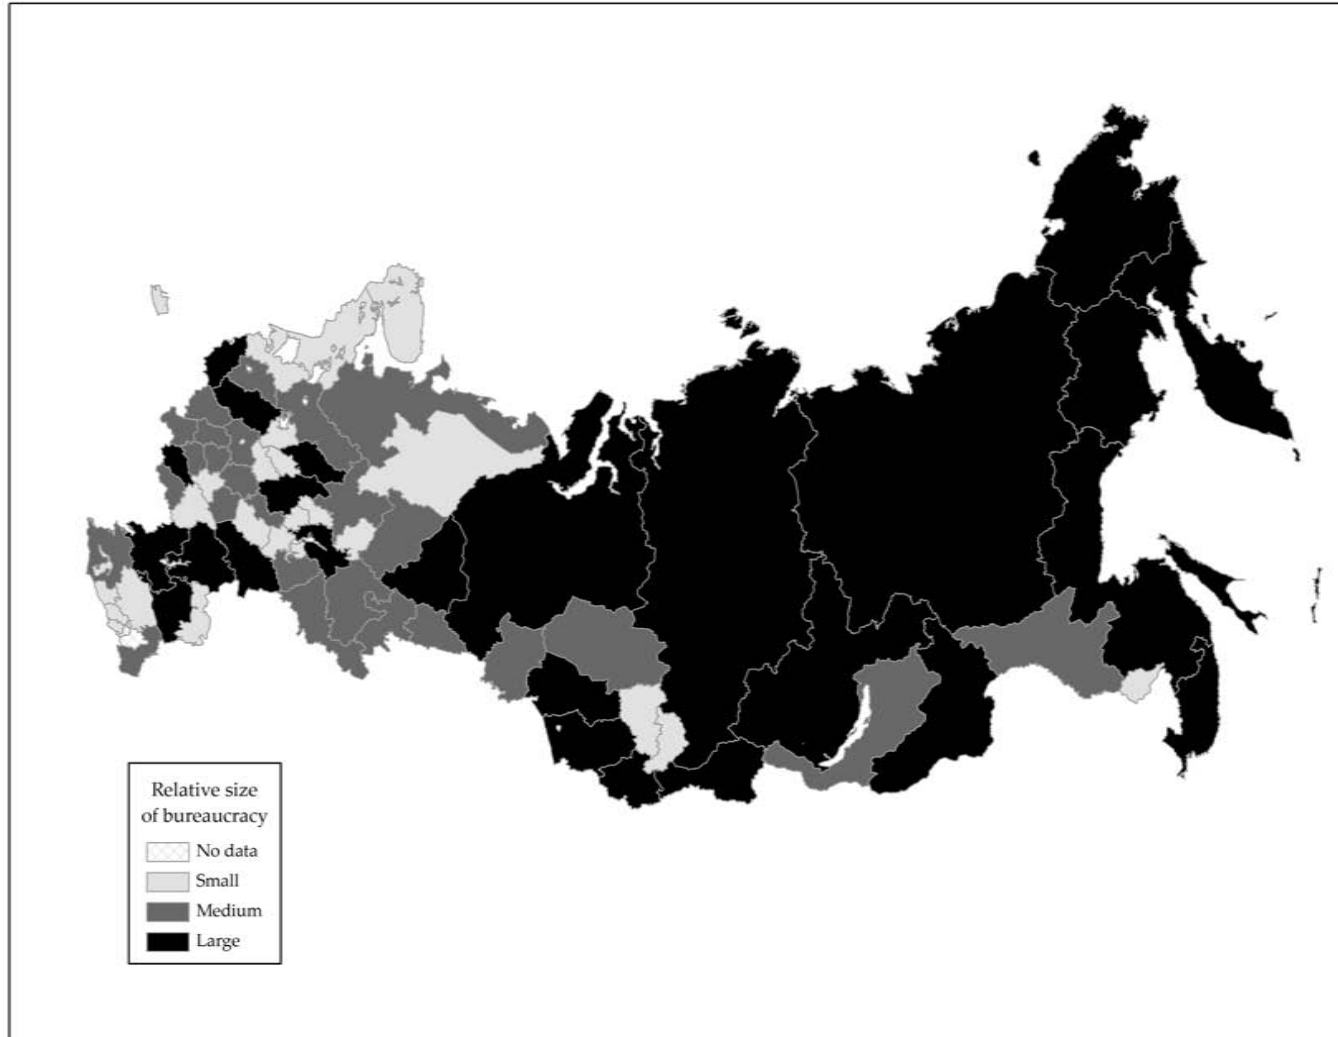 Relative size
of bureaucracy
No data
Small
Medium
Large